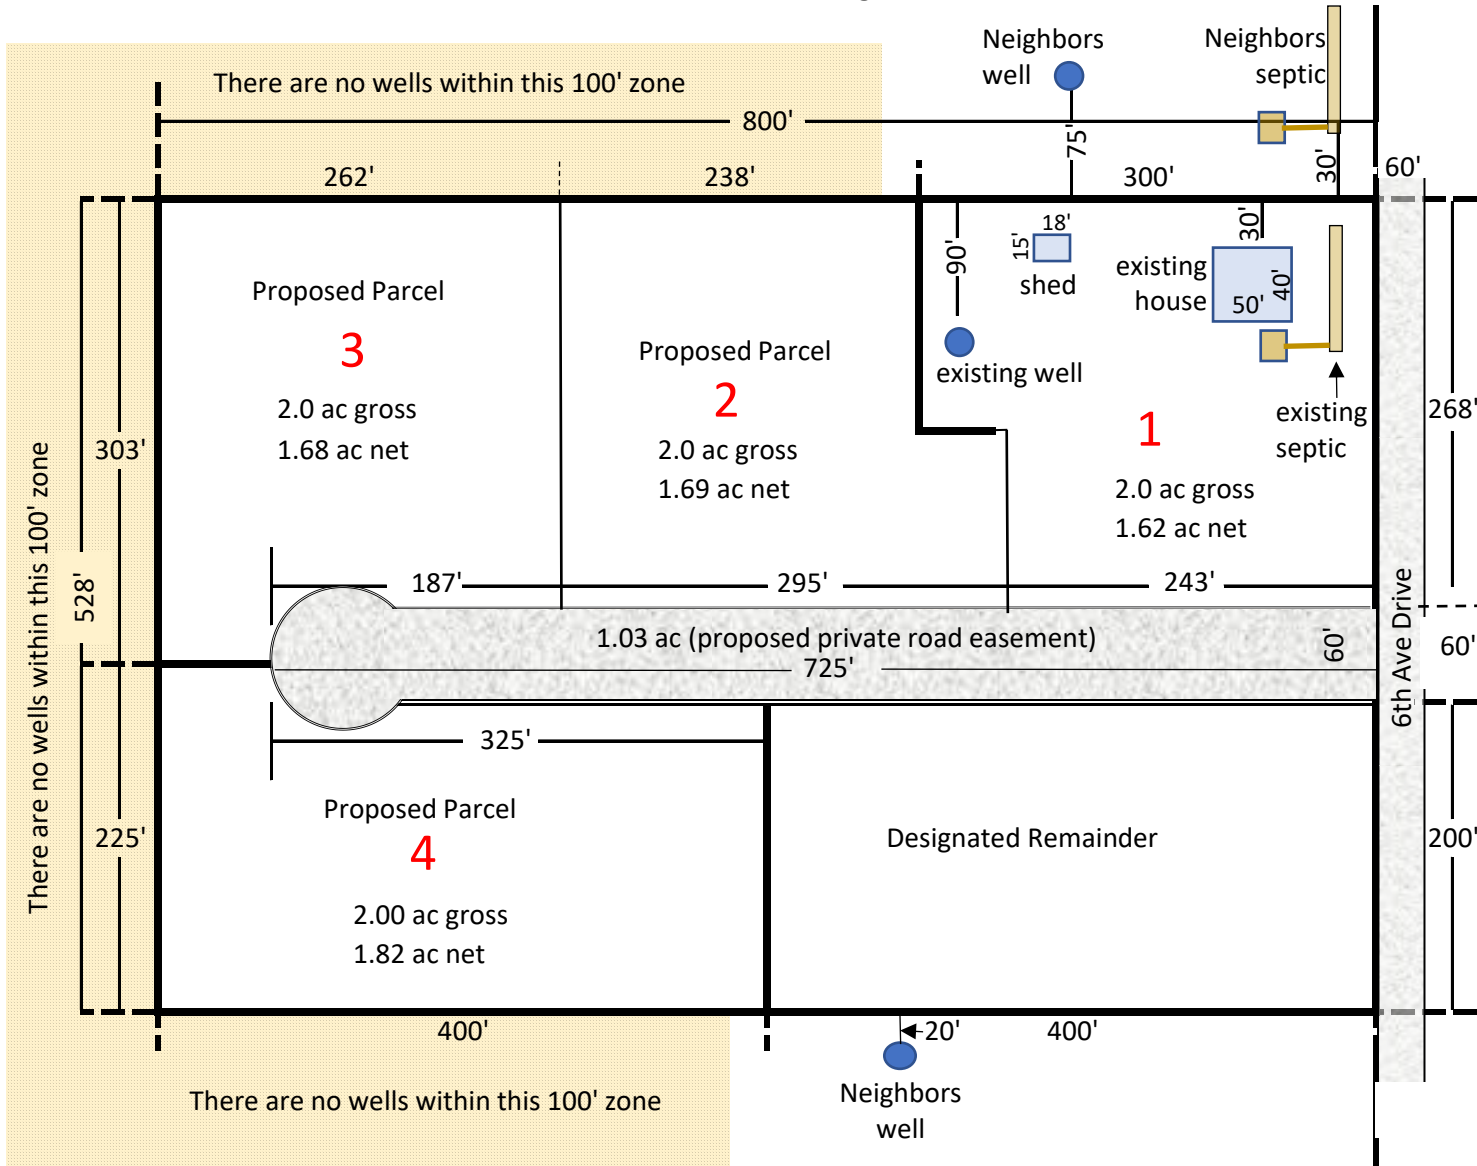 Neighbors
well
Neighbors
septic
There are no wells within this 100' zone
800'
75'
30'
262'
238'
300'
60'
Proposed Parcel
3
2.0 ac gross
1.68 ac net
Proposed Parcel
2
2.0 ac gross
1.69 ac net
90'
18'
15'
shed
30'
existing
house
50'
40'
existing well
1
2.0 ac gross
1.62 ac net
existing
septic
268'
303'
528'
225'
There are no wells within this 100' zone
187'
295'
243'
1.03 ac (proposed private road easement)
725'
60'
6th Ave Drive
60'
325'
Proposed Parcel
4
2.00 ac gross
1.82 ac net
Designated Remainder
200'
400'
20'
400'
Neighbors
well
There are no wells within this 100' zone